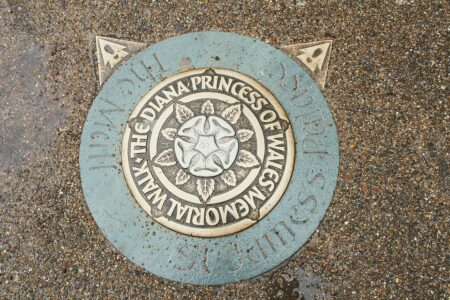 THE DIANA PRINCESS OF WALES MEMORIAL WALK
The Mall
St James's Palace